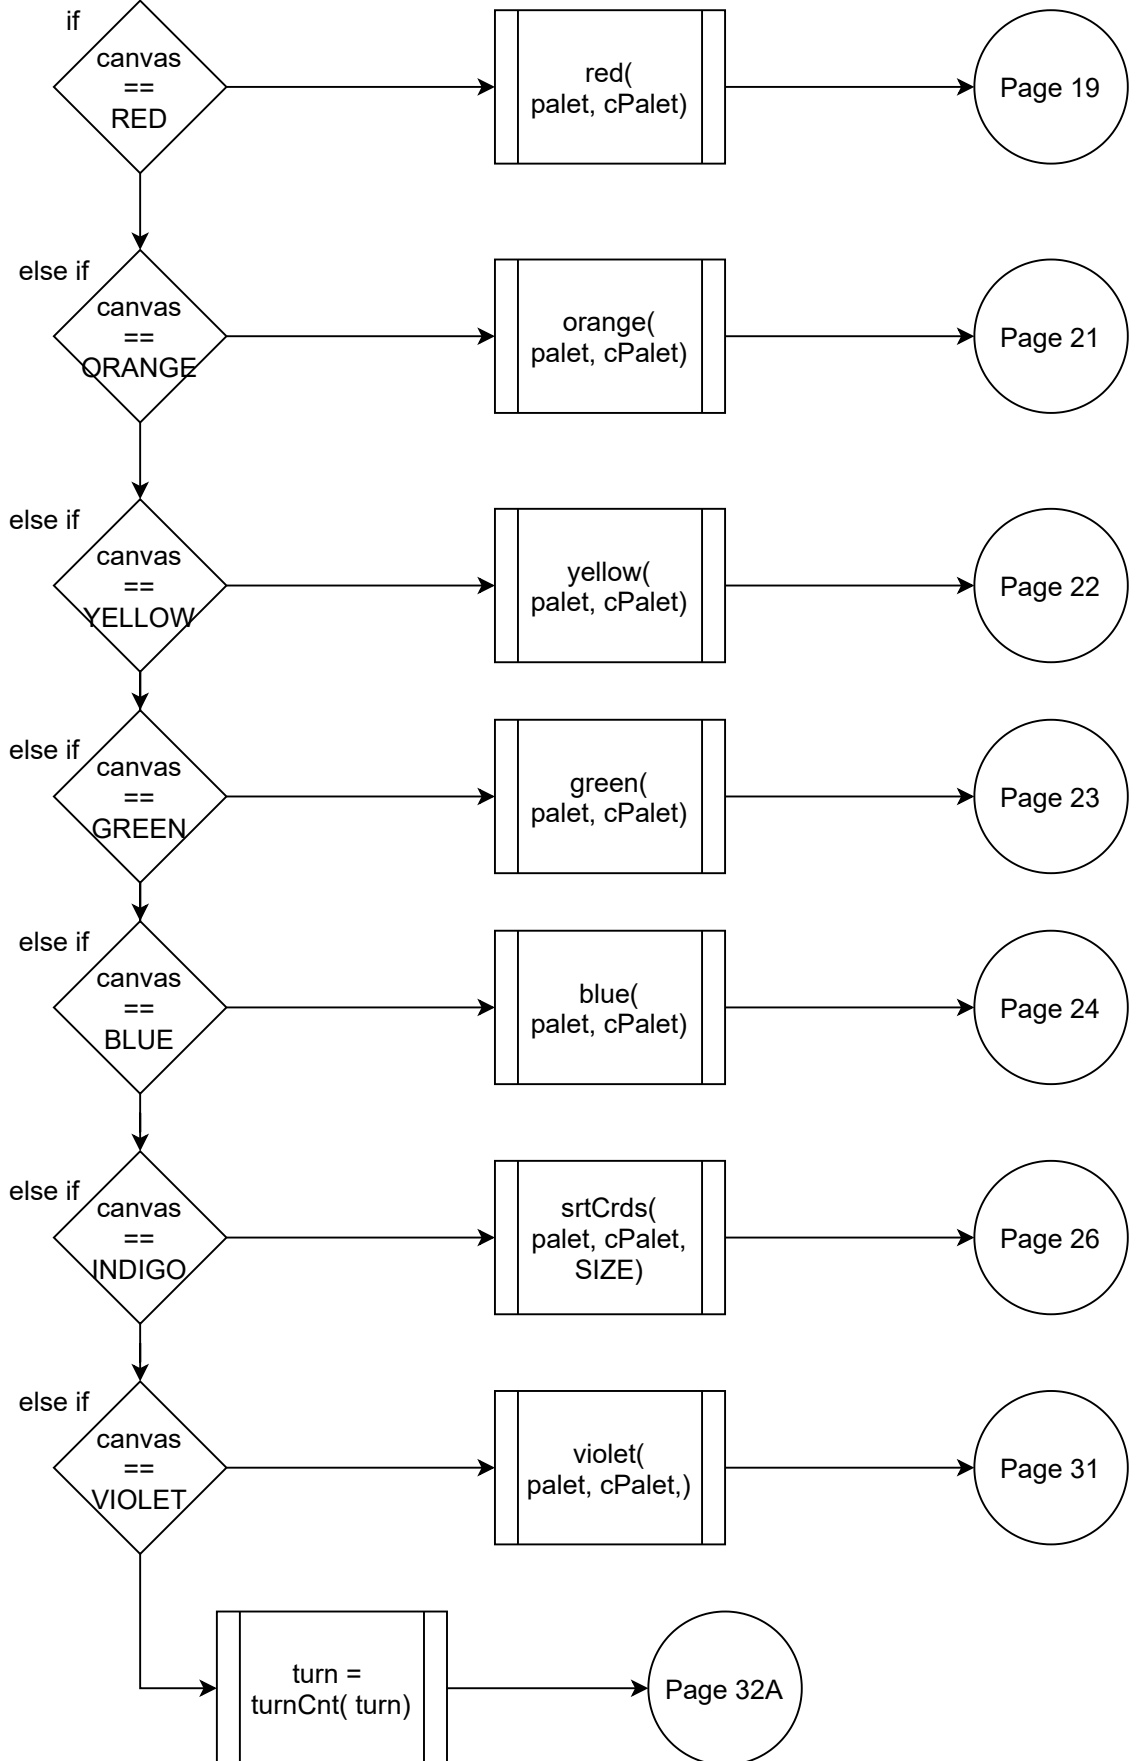 if
canvas
==
RED
red(
palet, cPalet)
Page 19
else if
canvas
==
ORANGE
orange(
palet, cPalet)
Page 21
else if
canvas
==
YELLOW
yellow(
palet, cPalet)
Page 22
else if
canvas
==
GREEN
green(
palet, cPalet)
Page 23
else if
canvas
==
BLUE
blue(
palet, cPalet)
Page 24
else if
canvas
==
INDIGO
srtCrds(
palet, cPalet,
SIZE)
Page 26
else if
canvas
==
VIOLET
violet(
palet, cPalet,)
Page 31
turn =
turnCnt( turn)
Page 32A